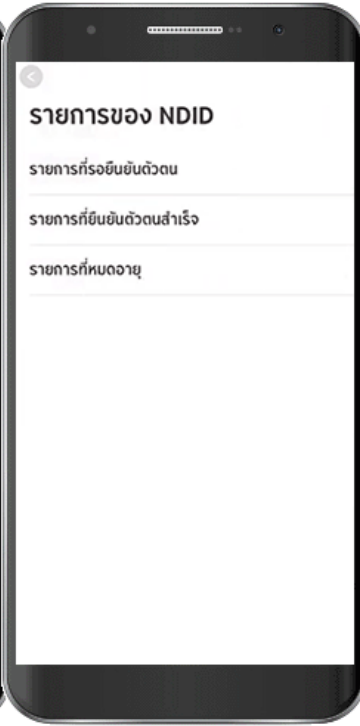 รายการของ NDID
รายการที่รอยืนยันตัวตน
รายการที่ยืนยันตัวตนสำเร็จ
รายการที่หมดอายุ